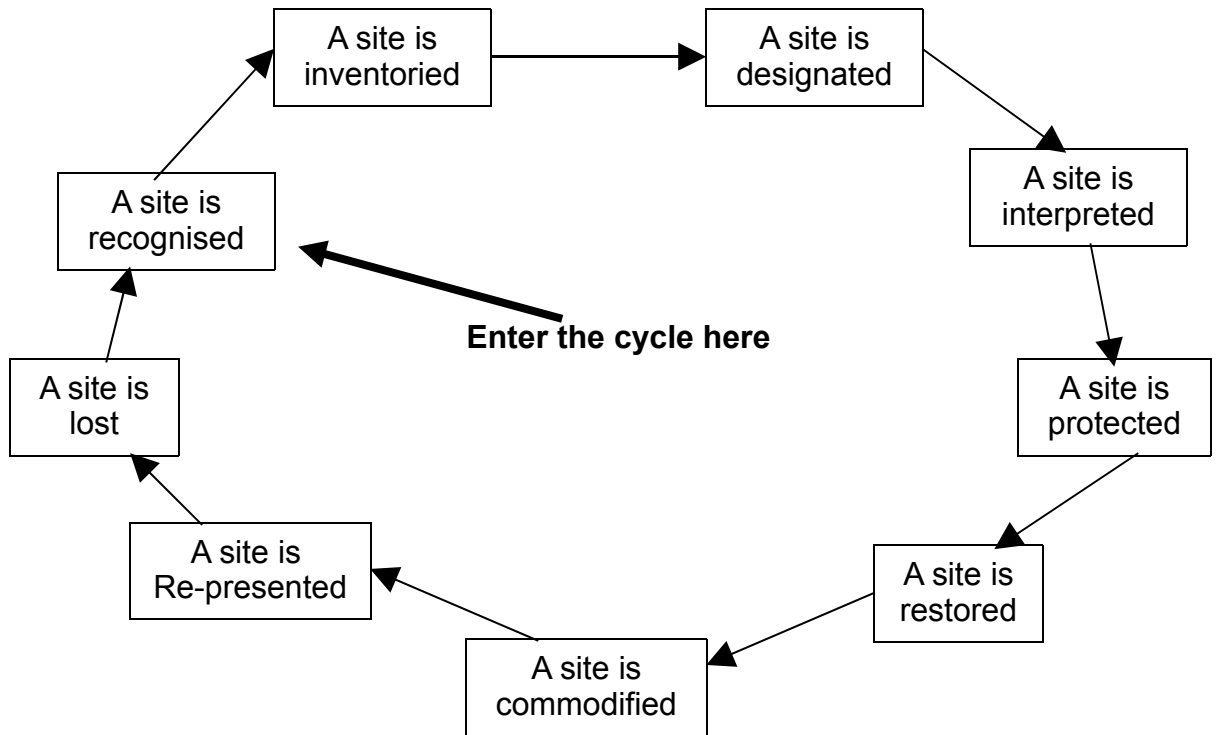 A site is
inventoried
A site is
designated
A site is
interpreted
A site is
recognised
Enter the cycle here
A site is
lost
A site is
protected
A site is
Re-presented
A site is
restored
A site is
commodified